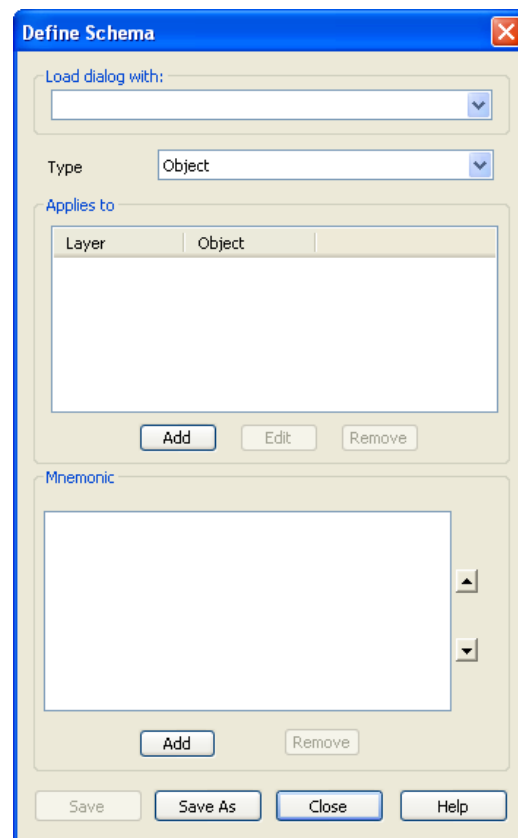 Define Schema
Load dialog with:
Type Object
Applies to
Layer Object
Add Edit Remove
Mnemonic
Add Remove
Save Save As Close Help